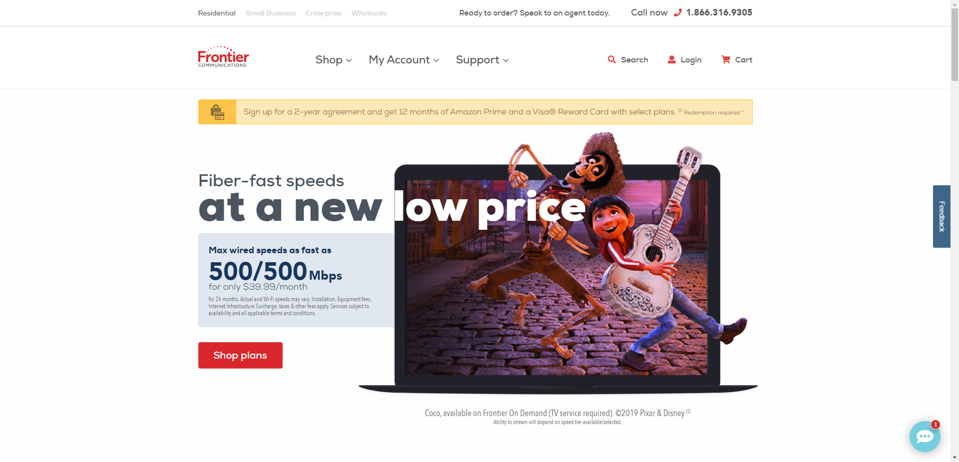 Residential Small Business Enterprise Wholesale
Ready to order? Speak to an agent today. Call now 1.866.316.9305
Frontier
COMMUNICATIONS
Shop My Account Support
Search Login Cart
Sign up for a 2-year agreement and get 12 months of Amazon Prime and a Visa® Reward Card with select plans. [1] Redemption required *
Fiber-fast speeds
at a new low price
Max wired speeds as fast as
500/500 Mbps
for only $39.99/month
for 24 months. Actual and Wi-Fi speeds may vary. Installation, Equipment fees,
Internet Infrastructure Surcharge, taxes & other fees apply. Services subject to
availability and all applicable terms and conditions.
Shop plans
Coco, available on Frontier On Demand (TV service required). ©2019 Pixar & Disney [2]
Ability to stream will depend on speed tier available/selected.
Feedback
1